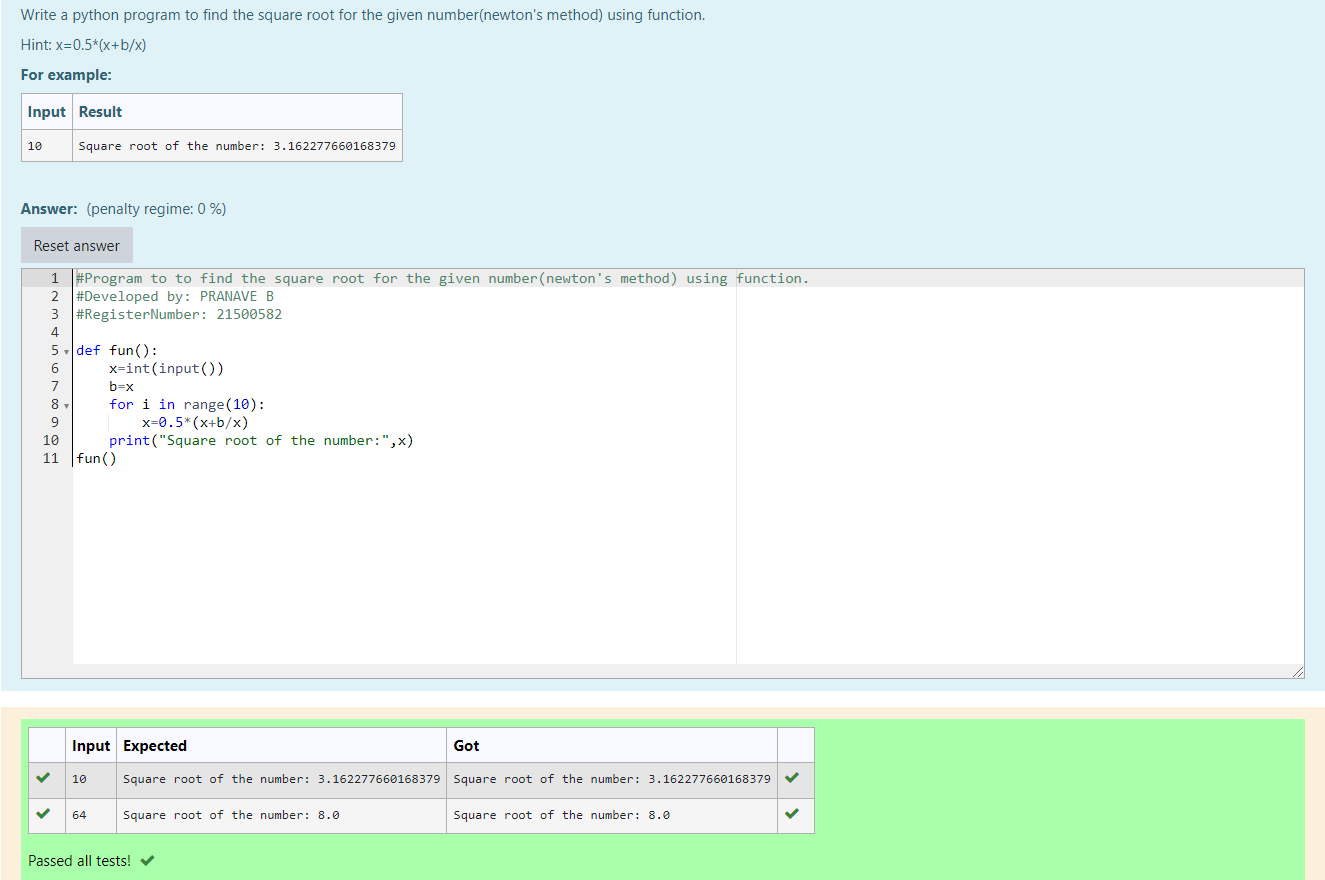 Write a python program to find the square root for the given number(newton's method) using function.
Hint: x=0.5*(x+b/x)
For example:
Input Result
10 Square root of the number: 3.162277660168379
Answer: (penalty regime: 0 %)
Reset answer
1 #Program to to find the square root for the given number(newton's method) using function.
2 #Developed by: PRANAVE B
3 #RegisterNumber: 21500582
4
5 def fun():
6 x=int(input())
7 b=x
8 for i in range(10):
9 x=0.5*(x+b/x)
10 print("Square root of the number:",x)
11 fun()
Input Expected Got
10 Square root of the number: 3.162277660168379 Square root of the number: 3.162277660168379
64 Square root of the number: 8.0 Square root of the number: 8.0
Passed all tests!